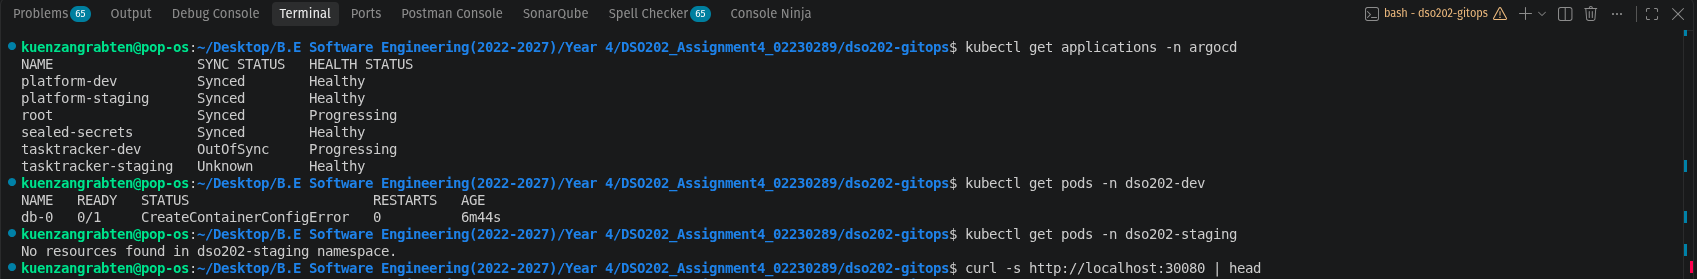 Problems 65 Output Debug Console Terminal Ports Postman Console SonarQube Spell Checker 65 Console Ninja bash - dso202-gitops
kuenzangrabten@pop-os:~/Desktop/B.E Software Engineering(2022-2027)/Year 4/DSO202_Assignment4_02230289/dso202-gitops$ kubectl get applications -n argocd
NAME SYNC STATUS HEALTH STATUS
platform-dev Synced Healthy
platform-staging Synced Healthy
root Synced Progressing
sealed-secrets Synced Healthy
tasktracker-dev OutOfSync Progressing
tasktracker-staging Unknown Healthy
kuenzangrabten@pop-os:~/Desktop/B.E Software Engineering(2022-2027)/Year 4/DSO202_Assignment4_02230289/dso202-gitops$ kubectl get pods -n dso202-dev
NAME READY STATUS RESTARTS AGE
db-0 0/1 CreateContainerConfigError 0 6m44s
kuenzangrabten@pop-os:~/Desktop/B.E Software Engineering(2022-2027)/Year 4/DSO202_Assignment4_02230289/dso202-gitops$ kubectl get pods -n dso202-staging
No resources found in dso202-staging namespace.
kuenzangrabten@pop-os:~/Desktop/B.E Software Engineering(2022-2027)/Year 4/DSO202_Assignment4_02230289/dso202-gitops$ curl -s http://localhost:30080 | head